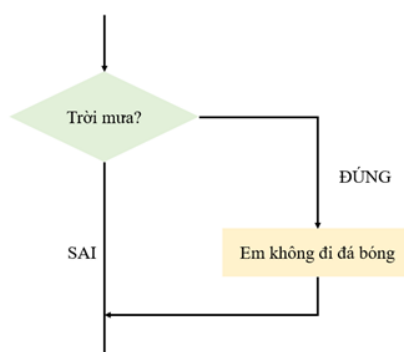 Trời mưa?
ĐÚNG
SAI
Em không đi đá bóng